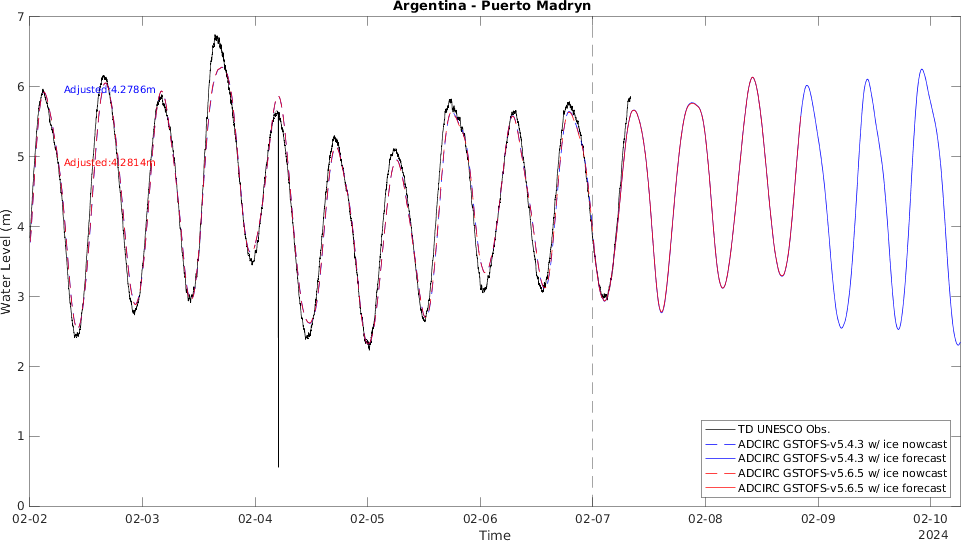 Argentina - Puerto Madryn
7
6
5
4
3
2
1
0
Water Level (m)
Adjusted:4.2786m
Adjusted:4.2814m
TD UNESCO Obs.
ADCIRC GSTOFS-v5.4.3 w/ ice nowcast
ADCIRC GSTOFS-v5.4.3 w/ ice forecast
ADCIRC GSTOFS-v5.6.5 w/ ice nowcast
ADCIRC GSTOFS-v5.6.5 w/ ice forecast
02-02 02-03 02-04 02-05 02-06 02-07 02-08 02-09 02-10
Time
2024